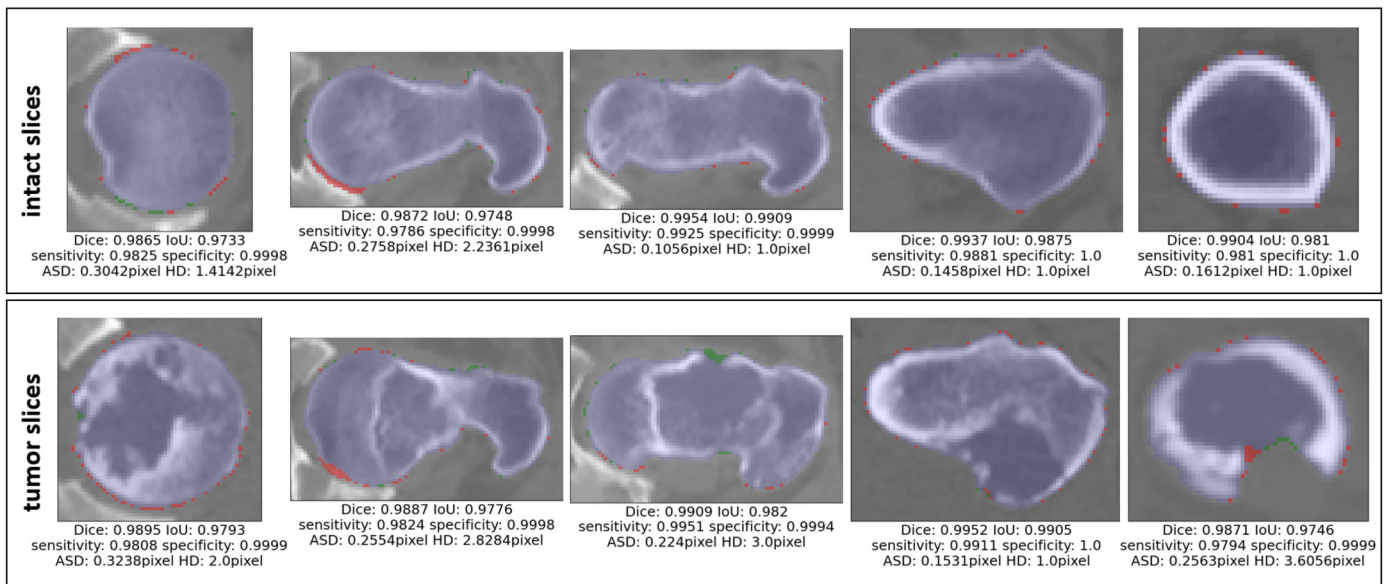 intact slices
Dice: 0.9865 IoU: 0.9733
sensitivity: 0.9825 specificity: 0.9998
ASD: 0.3042pixel HD: 1.4142pixel
Dice: 0.9872 IoU: 0.9748
sensitivity: 0.9786 specificity: 0.9998
ASD: 0.2758pixel HD: 2.2361pixel
Dice: 0.9954 IoU: 0.9909
sensitivity: 0.9925 specificity: 0.9999
ASD: 0.1056pixel HD: 1.0pixel
Dice: 0.9937 IoU: 0.9875
sensitivity: 0.9881 specificity: 1.0
ASD: 0.1458pixel HD: 1.0pixel
Dice: 0.9904 IoU: 0.981
sensitivity: 0.981 specificity: 1.0
ASD: 0.1612pixel HD: 1.0pixel
tumor slices
Dice: 0.9895 IoU: 0.9793
sensitivity: 0.9808 specificity: 0.9999
ASD: 0.3238pixel HD: 2.0pixel
Dice: 0.9887 IoU: 0.9776
sensitivity: 0.9824 specificity: 0.9998
ASD: 0.2554pixel HD: 2.8284pixel
Dice: 0.9909 IoU: 0.982
sensitivity: 0.9951 specificity: 0.9994
ASD: 0.224pixel HD: 3.0pixel
Dice: 0.9952 IoU: 0.9905
sensitivity: 0.9911 specificity: 1.0
ASD: 0.1531pixel HD: 1.0pixel
Dice: 0.9871 IoU: 0.9746
sensitivity: 0.9794 specificity: 0.9999
ASD: 0.2563pixel HD: 3.6056pixel